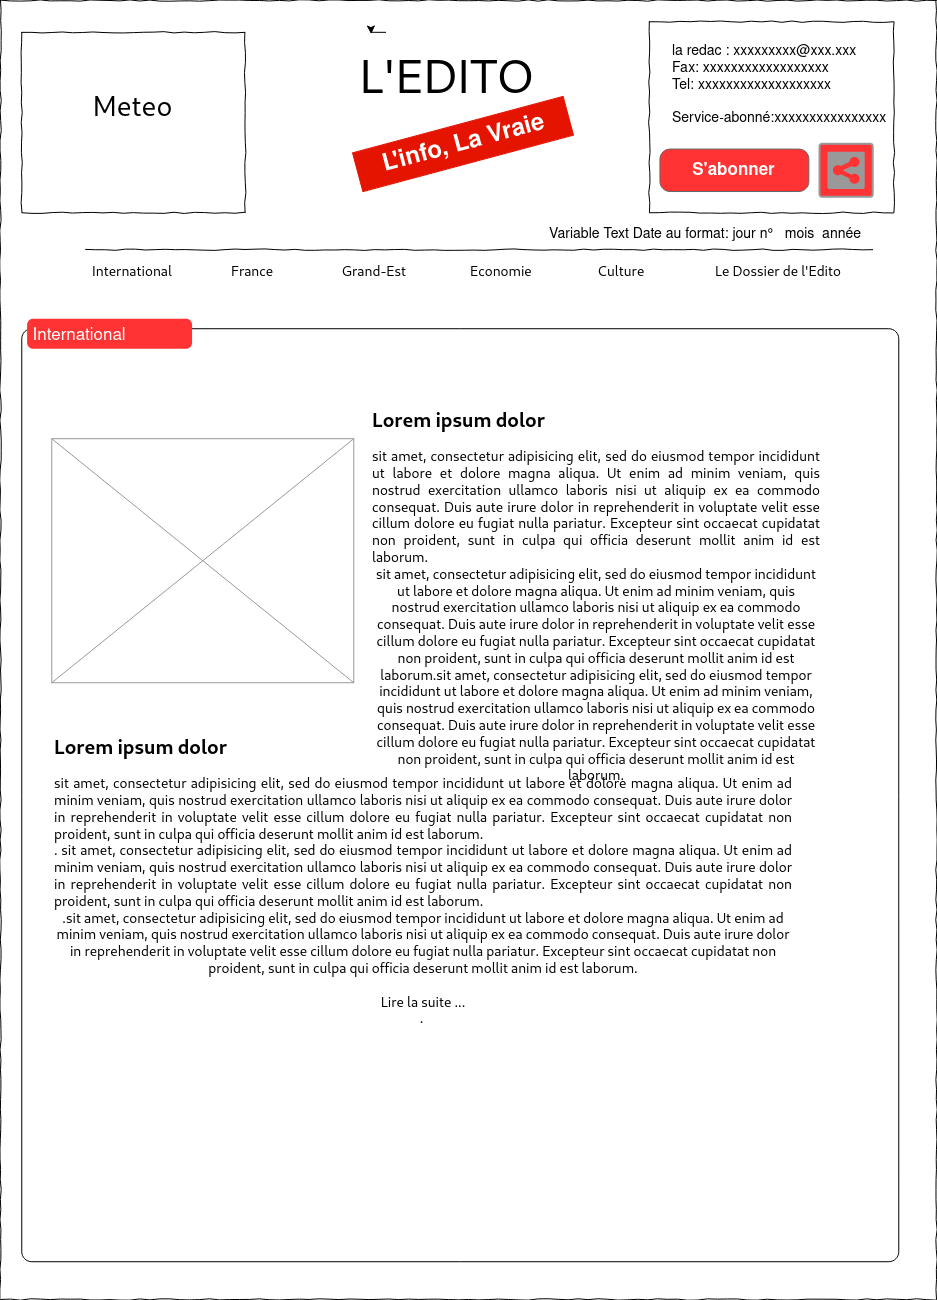 Meteo
L'EDITO
L'info, La Vraie
la redac : xxxxxxxxx@xxx.xxx
Fax: xxxxxxxxxxxxxxxxxx
Tel: xxxxxxxxxxxxxxxxxxx
Service-abonné:xxxxxxxxxxxxxxxx
S'abonner
Variable Text Date au format: jour n° mois année
International France Grand-Est Economie Culture Le Dossier de l'Edito
International
Lorem ipsum dolor
sit amet, consectetur adipisicing elit, sed do eiusmod tempor incididunt
ut labore et dolore magna aliqua. Ut enim ad minim veniam, quis
nostrud exercitation ullamco laboris nisi ut aliquip ex ea commodo
consequat. Duis aute irure dolor in reprehenderit in voluptate velit esse
cillum dolore eu fugiat nulla pariatur. Excepteur sint occaecat cupidatat
non proident, sunt in culpa qui officia deserunt mollit anim id est
laborum.
sit amet, consectetur adipisicing elit, sed do eiusmod tempor incididunt
ut labore et dolore magna aliqua. Ut enim ad minim veniam, quis
nostrud exercitation ullamco laboris nisi ut aliquip ex ea commodo
consequat. Duis aute irure dolor in reprehenderit in voluptate velit esse
cillum dolore eu fugiat nulla pariatur. Excepteur sint occaecat cupidatat
non proident, sunt in culpa qui officia deserunt mollit anim id est
laborum.sit amet, consectetur adipisicing elit, sed do eiusmod tempor
incididunt ut labore et dolore magna aliqua. Ut enim ad minim veniam,
quis nostrud exercitation ullamco laboris nisi ut aliquip ex ea commodo
consequat. Duis aute irure dolor in reprehenderit in voluptate velit esse
cillum dolore eu fugiat nulla pariatur. Excepteur sint occaecat cupidatat
non proident, sunt in culpa qui officia deserunt mollit anim id est
laborum.
Lorem ipsum dolor
sit amet, consectetur adipisicing elit, sed do eiusmod tempor incididunt ut labore et dolore magna aliqua. Ut enim ad
minim veniam, quis nostrud exercitation ullamco laboris nisi ut aliquip ex ea commodo consequat. Duis aute irure dolor
in reprehenderit in voluptate velit esse cillum dolore eu fugiat nulla pariatur. Excepteur sint occaecat cupidatat non
proident, sunt in culpa qui officia deserunt mollit anim id est laborum.
. sit amet, consectetur adipisicing elit, sed do eiusmod tempor incididunt ut labore et dolore magna aliqua. Ut enim ad
minim veniam, quis nostrud exercitation ullamco laboris nisi ut aliquip ex ea commodo consequat. Duis aute irure dolor
in reprehenderit in voluptate velit esse cillum dolore eu fugiat nulla pariatur. Excepteur sint occaecat cupidatat non
proident, sunt in culpa qui officia deserunt mollit anim id est laborum.
.sit amet, consectetur adipisicing elit, sed do eiusmod tempor incididunt ut labore et dolore magna aliqua. Ut enim ad
minim veniam, quis nostrud exercitation ullamco laboris nisi ut aliquip ex ea commodo consequat. Duis aute irure dolor
in reprehenderit in voluptate velit esse cillum dolore eu fugiat nulla pariatur. Excepteur sint occaecat cupidatat non
proident, sunt in culpa qui officia deserunt mollit anim id est laborum.
Lire la suite ...
.